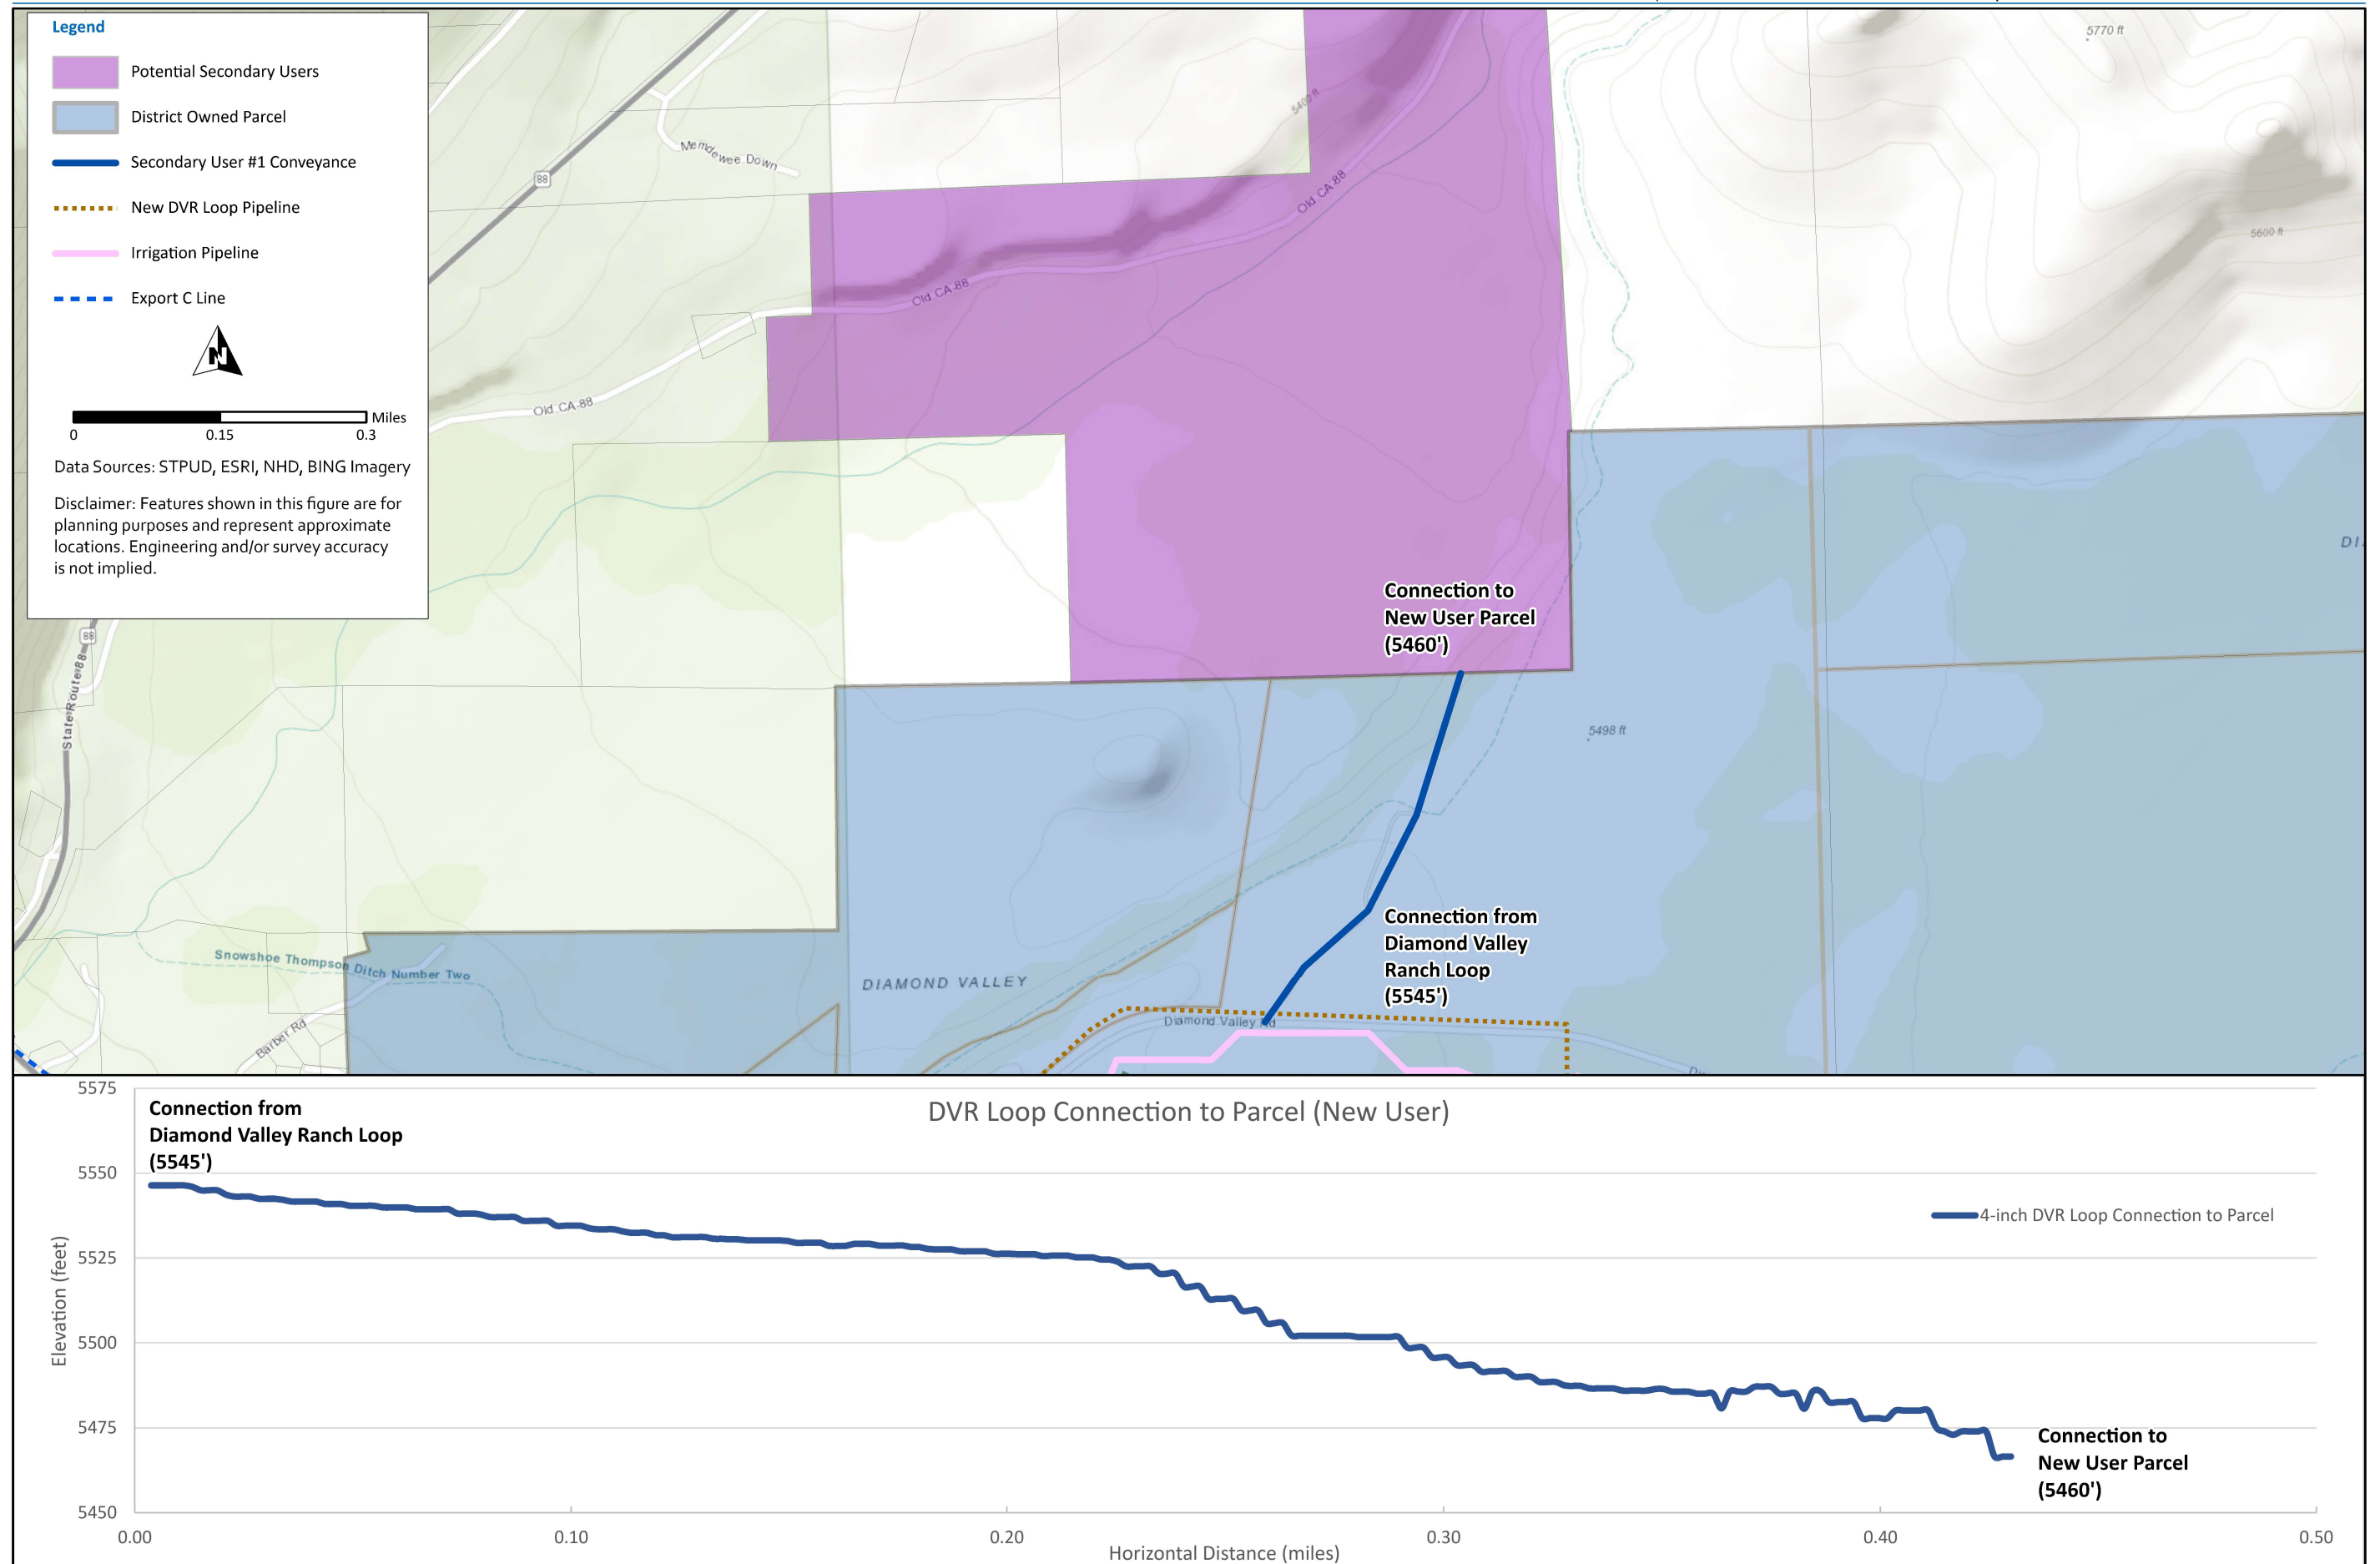 Legend
Potential Secondary Users
District Owned Parcel
Secondary User #1 Conveyance
New DVR Loop Pipeline
Irrigation Pipeline
Export C Line
N
Miles
0 0.15 0.3
Data Sources: STPUD, ESRI, NHD, BING Imagery
Disclaimer: Features shown in this figure are for
planning purposes and represent approximate
locations. Engineering and/or survey accuracy
is not implied.
5770 ft
5400 ft
Memdewee Down
88
Old CA-88
5600 ft
Old CA-88
Old CA-88
DI
Connection to
New User Parcel
(5460')
88
State Route 88
5498 ft
Connection from
Diamond Valley
Ranch Loop
(5545')
Snowshoe Thompson Ditch Number Two
DIAMOND VALLEY
Barber Rd
Diamond Valley Rd
DVR Loop Connection to Parcel (New User)
Connection from
Diamond Valley Ranch Loop
(5545')
4-inch DVR Loop Connection to Parcel
Connection to
New User Parcel
(5460')
Elevation (feet)
5575
5550
5525
5500
5475
5450
0.00 0.10 0.20 0.30 0.40 0.50
Horizontal Distance (miles)